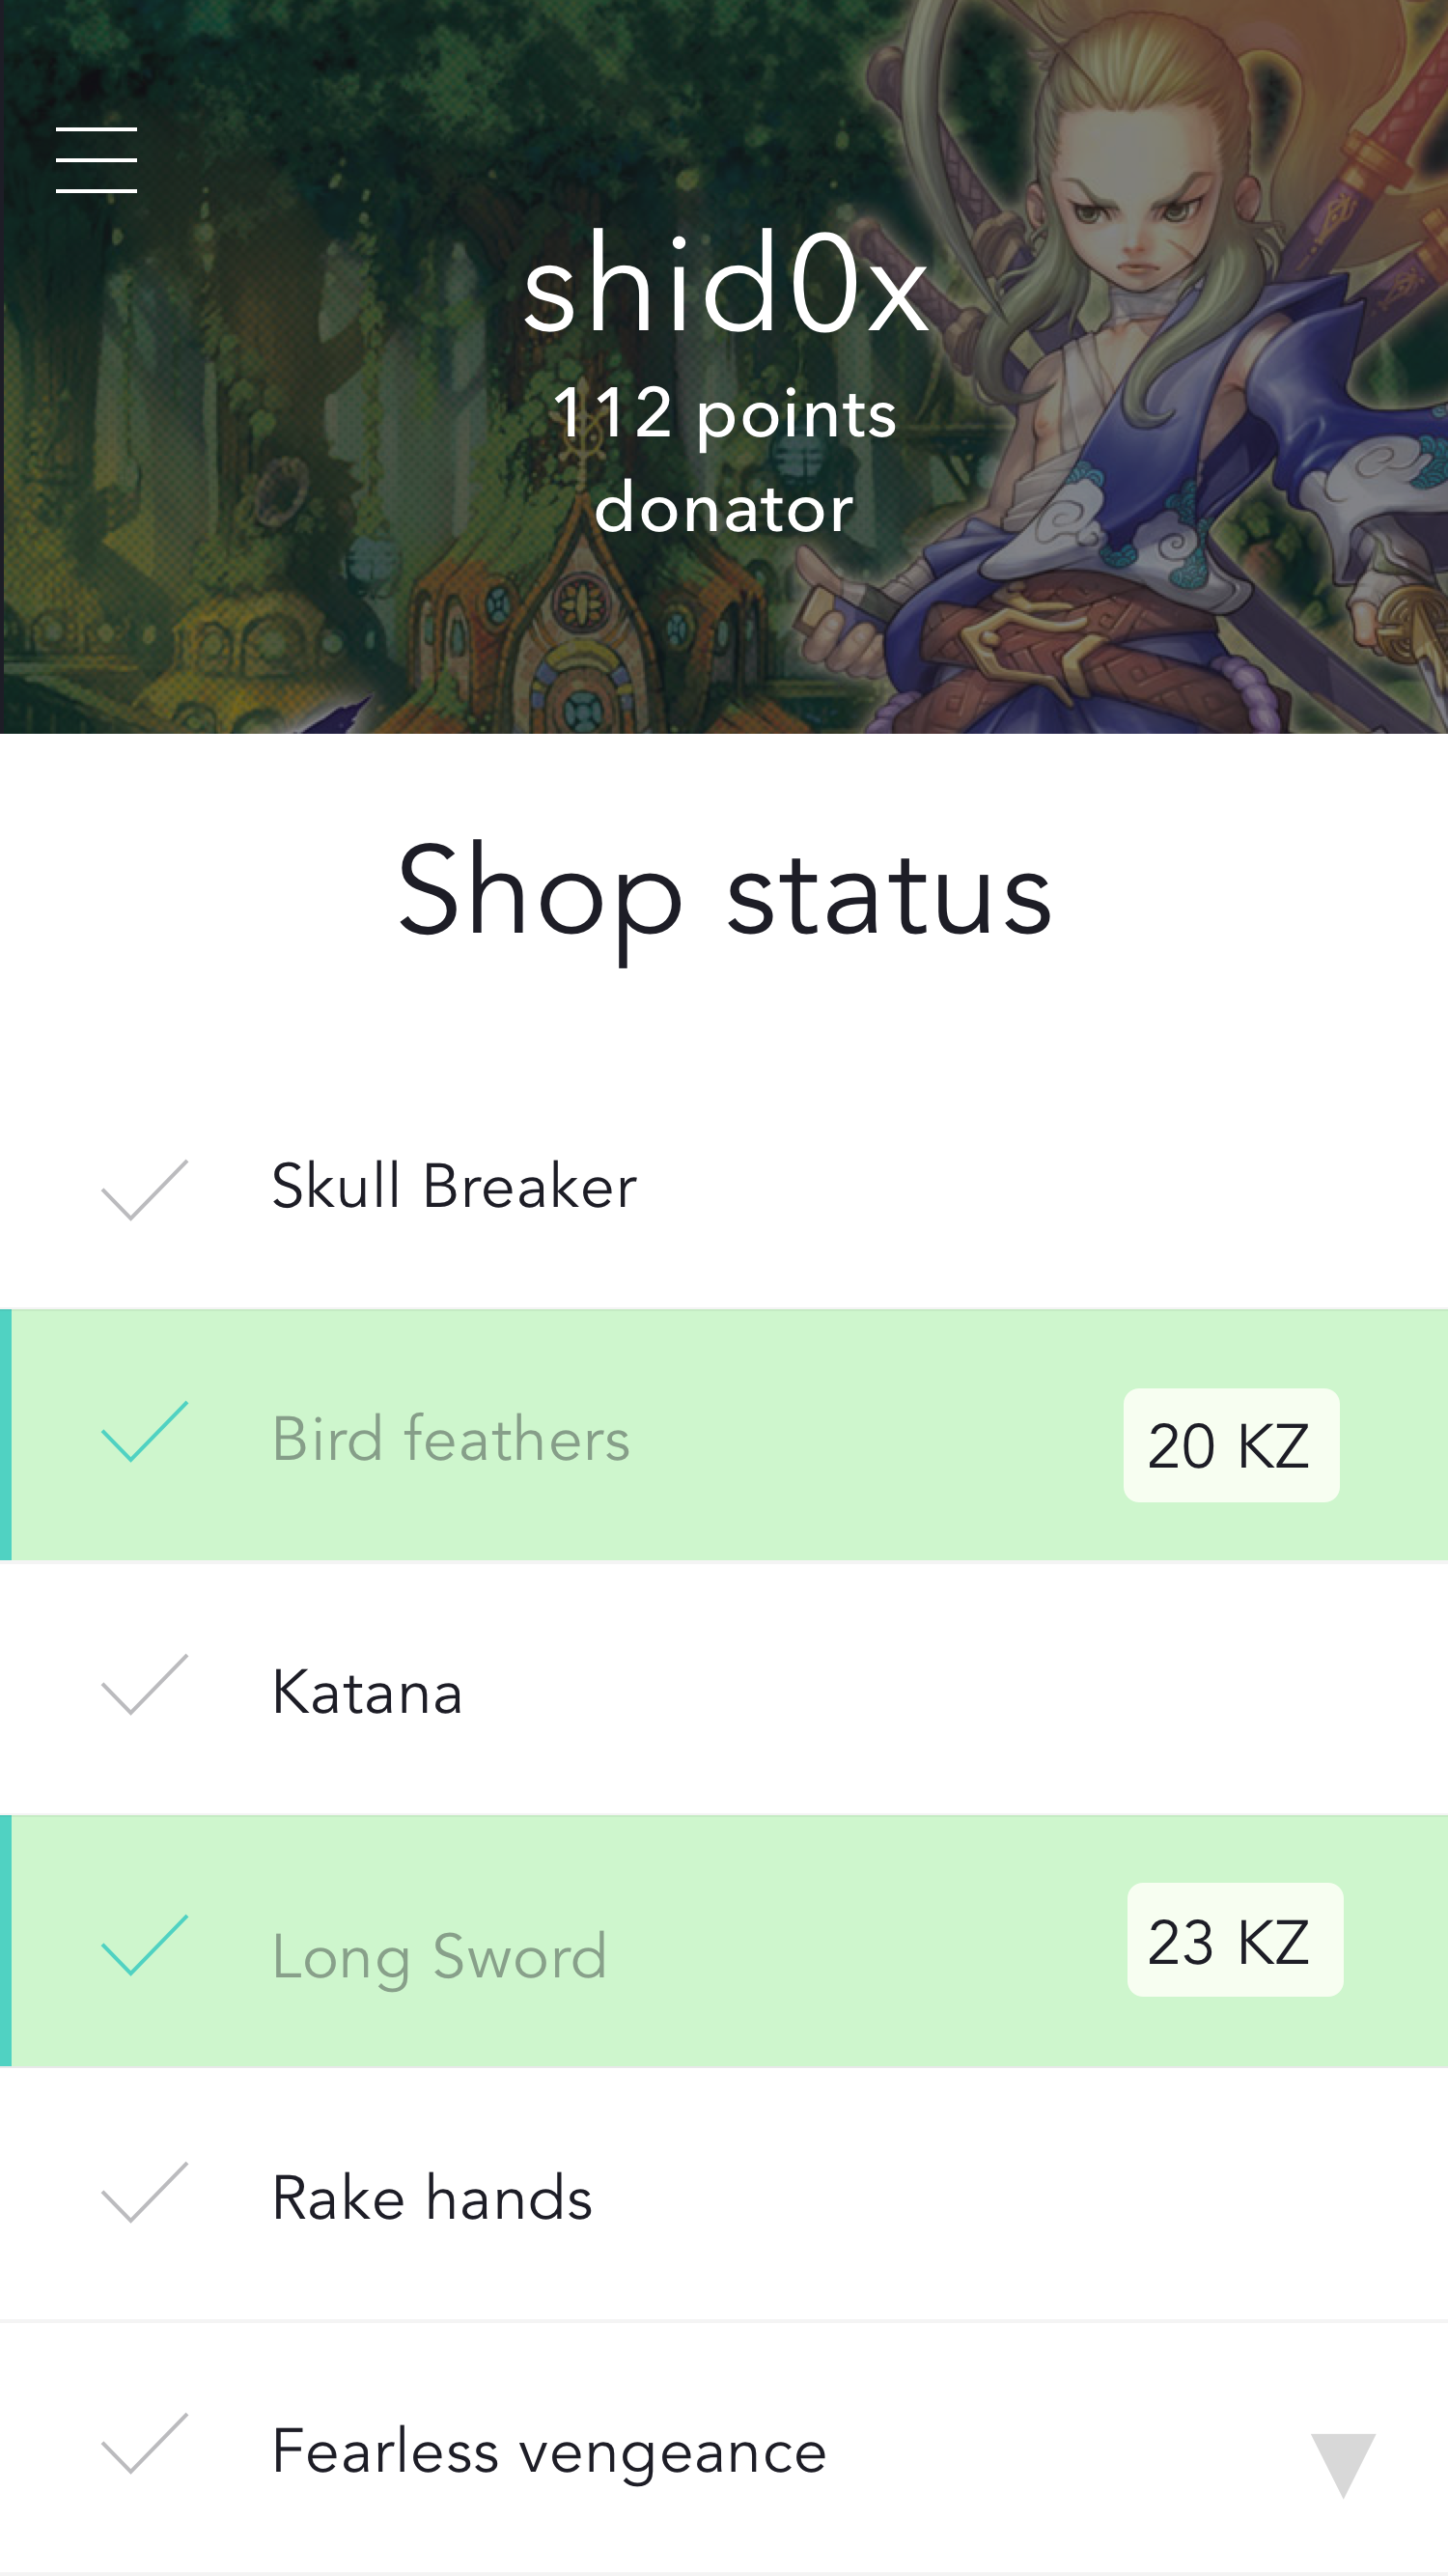 shid0x
112 points
donator
Shop status
Skull Breaker
Bird feathers 20 KZ
Katana
Long Sword 23 KZ
Rake hands
Fearless vengeance